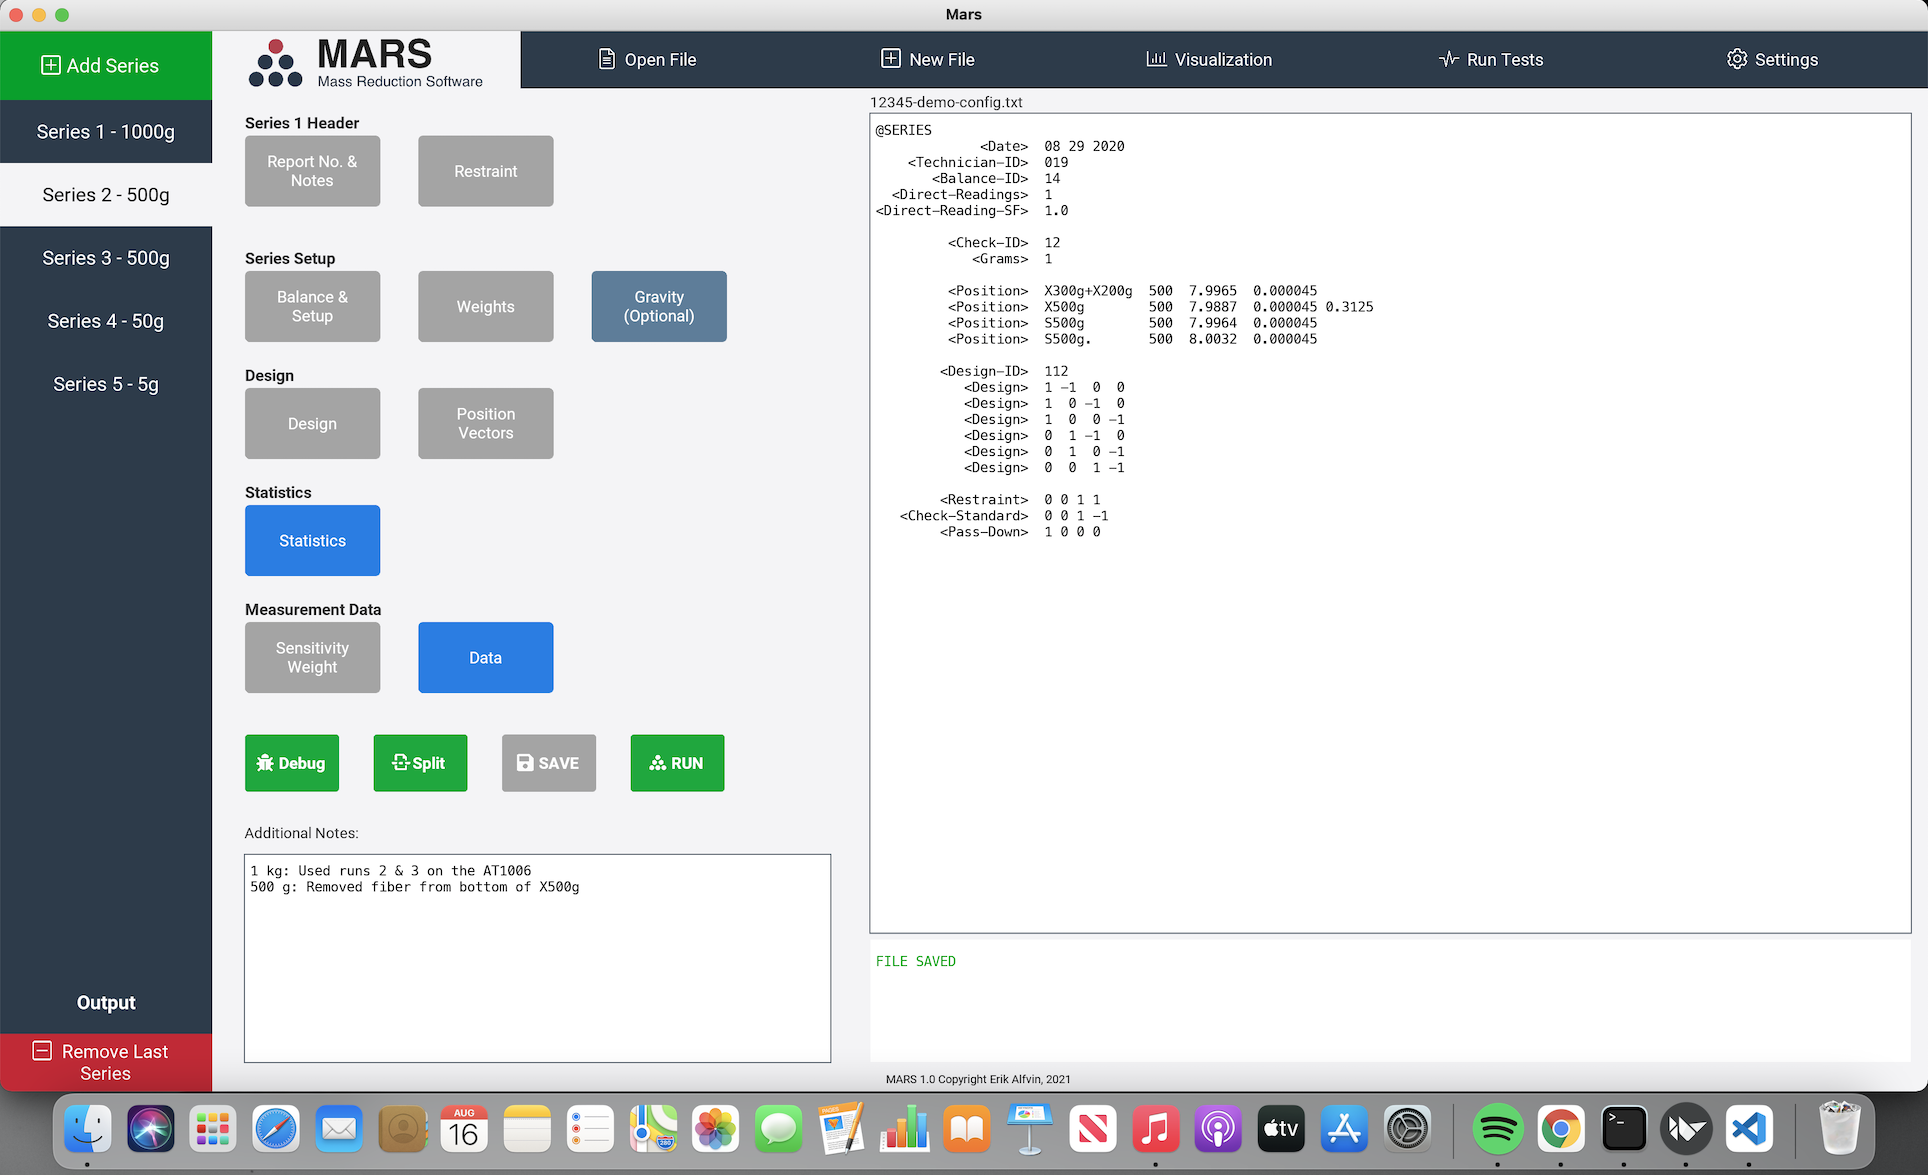 Mars
Add Series
MARS
Mass Reduction Software
Open File
New File
Visualization
Run Tests
Settings
Series 1 - 1000g
Series 2 - 500g
Series 3 - 500g
Series 4 - 50g
Series 5 - 5g
Output
Remove Last
Series
Series 1 Header
Report No. &
Notes
Restraint
Series Setup
Balance &
Setup
Weights
Gravity
(Optional)
Design
Design
Position
Vectors
Statistics
Statistics
Measurement Data
Sensitivity
Weight
Data
Debug
Split
SAVE
RUN
Additional Notes:
1 kg: Used runs 2 & 3 on the AT1006
500 g: Removed fiber from bottom of X500g
12345-demo-config.txt
@SERIES
<Date> 08 29 2020
<Technician-ID> 019
<Balance-ID> 14
<Direct-Readings> 1
<Direct-Reading-SF> 1.0
<Check-ID> 12
<Grams> 1
<Position> X300g+X200g 500 7.9965 0.000045
<Position> X500g 500 7.9887 0.000045 0.3125
<Position> S500g 500 7.9964 0.000045
<Position> S500g. 500 8.0032 0.000045
<Design-ID> 112
<Design> 1 -1 0 0
<Design> 1 0 -1 0
<Design> 1 0 0 -1
<Design> 0 1 -1 0
<Design> 0 1 0 -1
<Design> 0 0 1 -1
<Restraint> 0 0 1 1
<Check-Standard> 0 0 1 -1
<Pass-Down> 1 0 0 0
FILE SAVED
MARS 1.0 Copyright Erik Alfvin, 2021
AUG
16
PAGES
280
tv
>_